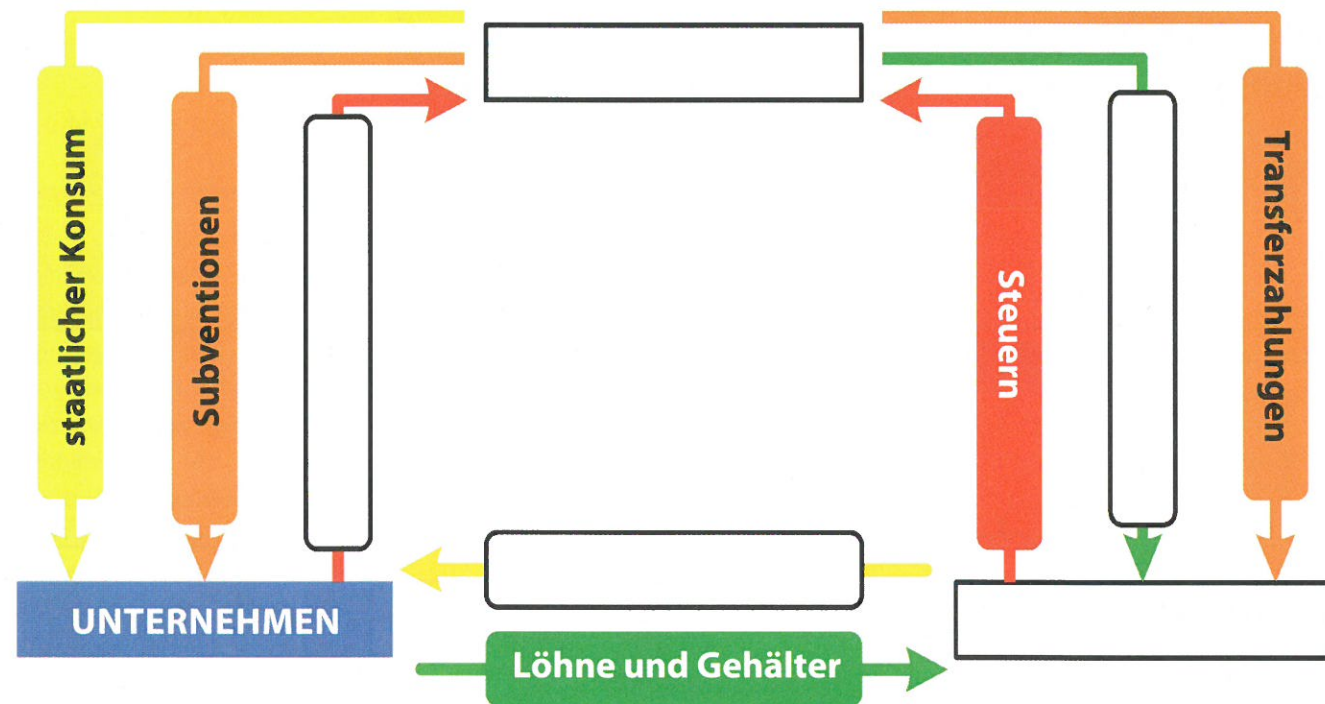 staatlicher Konsum
Subventionen
Steuern
Transferzahlungen
UNTERNEHMEN
Löhne und Gehälter